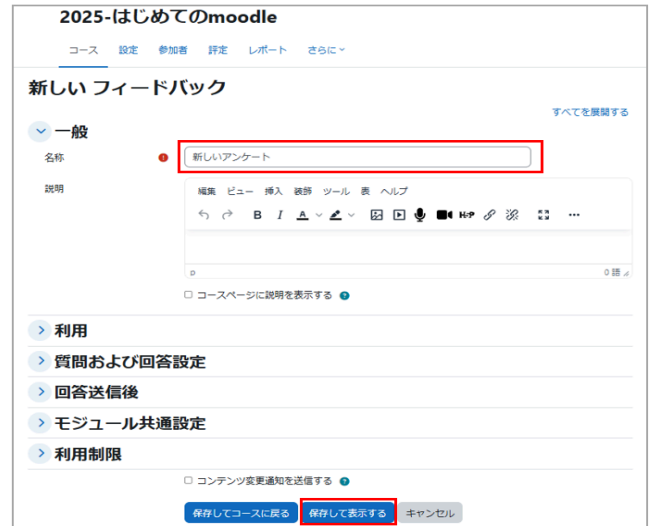 2025-はじめてのmoodle
コース 設定 参加者 評定 レポート さらに
新しい フィードバック
すべてを展開する
一般
名称 新しいアンケート
説明
編集 ビュー 挿入 装飾 ツール 表 ヘルプ
B I A H-P ...
p 0 語
コースページに説明を表示する
利用
質問および回答設定
回答送信後
モジュール共通設定
利用制限
コンテンツ変更通知を送信する
保存してコースに戻る 保存して表示する キャンセル